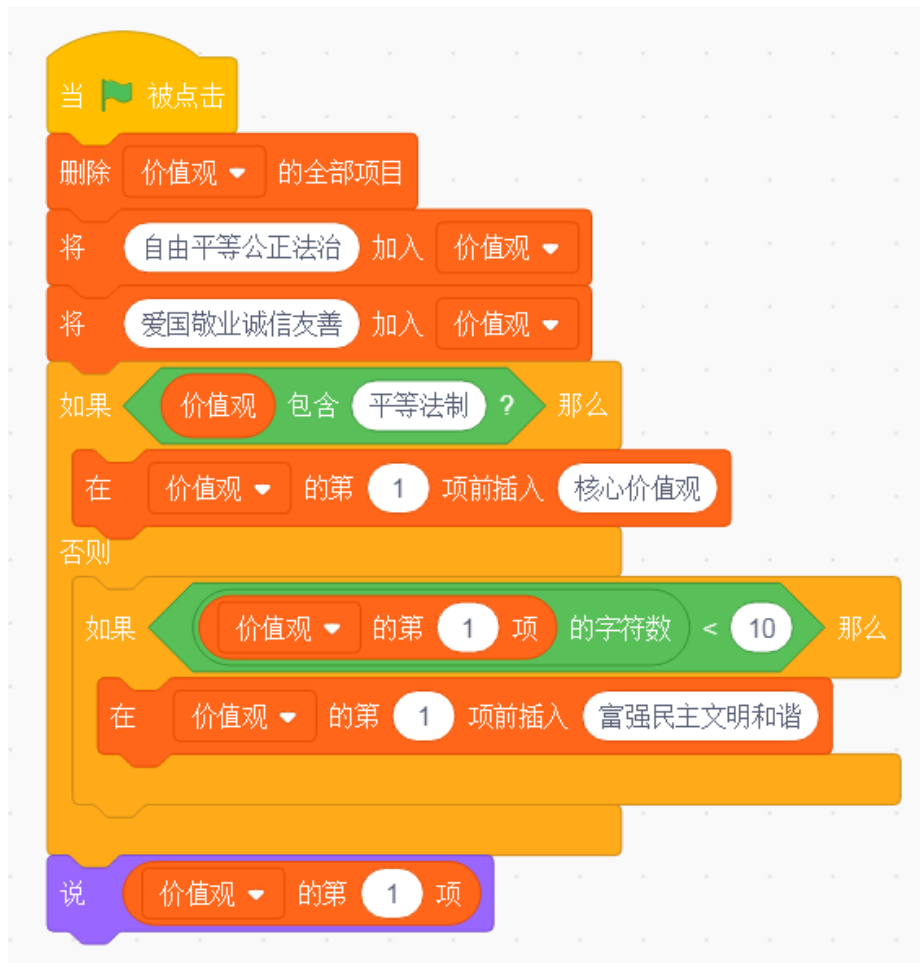 当 被点击
删除 价值观 的全部项目
将 自由平等公正法治 加入 价值观
将 爱国敬业诚信友善 加入 价值观
如果 价值观 包含 平等法制 ? 那么
在 价值观 的第 1 项前插入 核心价值观
否则
如果 价值观 的第 1 项 的字符数 < 10 那么
在 价值观 的第 1 项前插入 富强民主文明和谐
说 价值观 的第 1 项